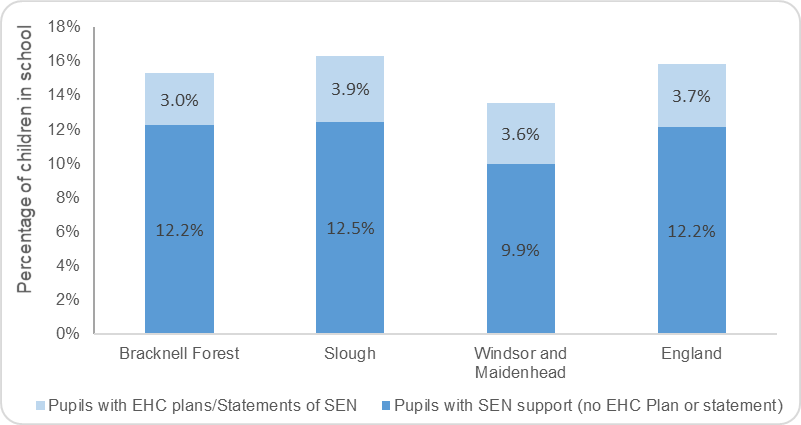 Percentage of children in school
18%
16%
14%
12%
10%
8%
6%
4%
2%
0%
3.0%
3.9%
3.6%
3.7%
12.2%
12.5%
9.9%
12.2%
Bracknell Forest
Slough
Windsor and
Maidenhead
England
Pupils with EHC plans/Statements of SEN
Pupils with SEN support (no EHC Plan or statement)